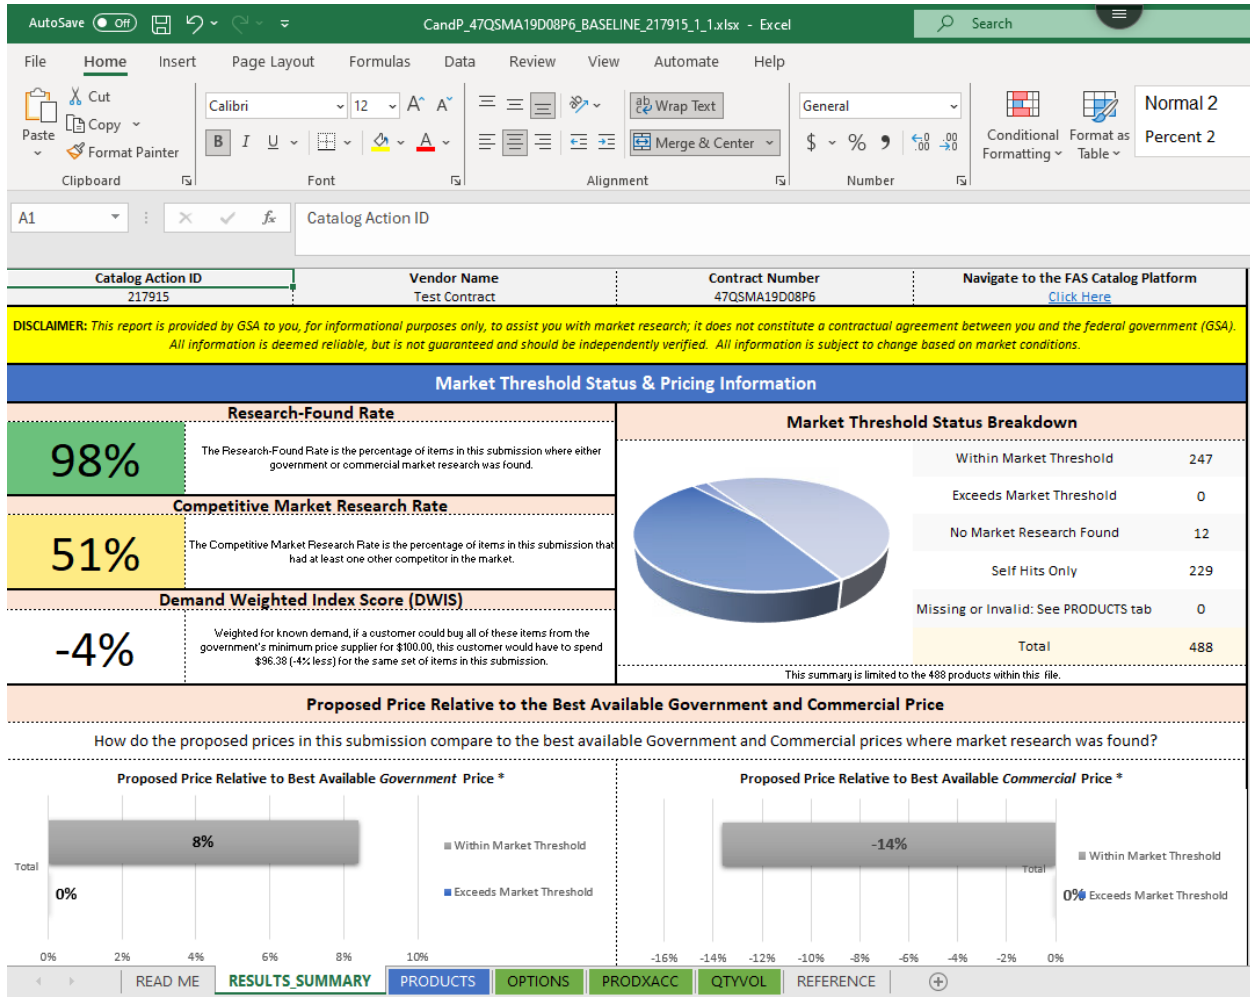 AutoSave Off CandP_47QSMA19D08P6_BASELINE_217915_1_1.xlsx - Excel Search
File Home Insert Page Layout Formulas Data Review View Automate Help
Paste
Cut
Copy
Format Painter
Clipboard
Calibri 12 A^ Aˇ
B I U A
Font
ab Wrap Text
Merge & Center
Alignment
General
$ % 9 .00 .00
Number
Conditional Formatting
Format as Table
Normal 2
Percent 2
A1 fx Catalog Action ID
Catalog Action ID Vendor Name Contract Number Navigate to the FAS Catalog Platform
217915 Test Contract 47QSMA19D08P6 Click Here
DISCLAIMER: This report is provided by GSA to you, for informational purposes only, to assist you with market research; it does not constitute a contractual agreement between you and the federal government (GSA).
All information is deemed reliable, but is not guaranteed and should be independently verified. All information is subject to change based on market conditions.
Market Threshold Status & Pricing Information
Research-Found Rate
98%
The Research-Found Rate is the percentage of items in this submission where either
government or commercial market research was found.
Competitive Market Research Rate
51%
The Competitive Market Research Rate is the percentage of items in this submission that
had at least one other competitor in the market.
Demand Weighted Index Score (DWIS)
-4%
Weighted for known demand, if a customer could buy all of these items from the
government's minimum price supplier for $100.00, this customer would have to spend
$96.38 (-4% less) for the same set of items in this submission.
Market Threshold Status Breakdown
Within Market Threshold 247
Exceeds Market Threshold 0
No Market Research Found 12
Self Hits Only 229
Missing or Invalid: See PRODUCTS tab 0
Total 488
This summary is limited to the 488 products within this file.
Proposed Price Relative to the Best Available Government and Commercial Price
How do the proposed prices in this submission compare to the best available Government and Commercial prices where market research was found?
Proposed Price Relative to Best Available Government Price *
8%
Total
0%
Within Market Threshold
Exceeds Market Threshold
0% 2% 4% 6% 8% 10%
Proposed Price Relative to Best Available Commercial Price *
-14%
Total
0%
Within Market Threshold
Exceeds Market Threshold
-16% -14% -12% -10% -8% -6% -4% -2% 0%
READ ME RESULTS_SUMMARY PRODUCTS OPTIONS PRODXACC QTYVOL REFERENCE